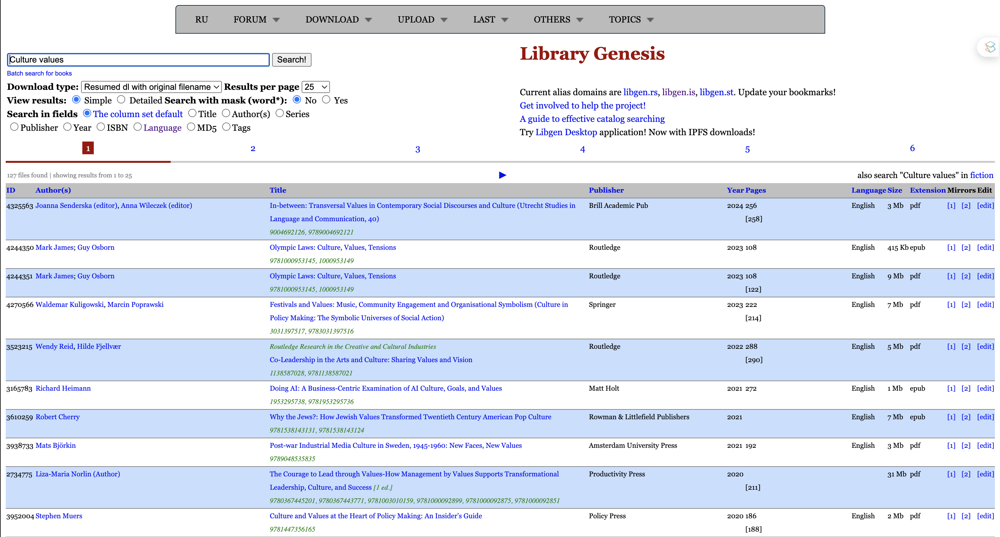 RU FORUM DOWNLOAD UPLOAD LAST OTHERS TOPICS
Library Genesis
Culture values Search!
Batch search for books
Download type: Resumed dl with original filename Results per page 25
View results: Simple Detailed Search with mask (word*): No Yes
Search in fields The column set default Title Author(s) Series
Publisher Year ISBN Language MD5 Tags
Current alias domains are libgen.rs, libgen.is, libgen.st. Update your bookmarks!
Get involved to help the project!
A guide to effective catalog searching
Try Libgen Desktop application! Now with IPFS downloads!
1 2 3 4 5 6
127 files found | showing results from 1 to 25 ► also search "Culture values" in fiction
ID Author(s) Title Publisher Year Pages Language Size Extension Mirrors Edit
4325563 Joanna Senderska (editor), Anna Wileczek (editor) In-between: Transversal Values in Contemporary Social Discourses and Culture (Utrecht Studies in Brill Academic Pub 2024 256 English 3 Mb pdf [1] [2] [edit]
Language and Communication, 40) [258]
9004692126, 9789004692121
4244350 Mark James; Guy Osborn Olympic Laws: Culture, Values, Tensions Routledge 2023 108 English 415 Kb epub [1] [2] [edit]
9781000953145, 1000953149
4244351 Mark James; Guy Osborn Olympic Laws: Culture, Values, Tensions Routledge 2023 108 English 9 Mb pdf [1] [2] [edit]
9781000953145, 1000953149 [122]
4270566 Waldemar Kuligowski, Marcin Poprawski Festivals and Values: Music, Community Engagement and Organisational Symbolism (Culture in Springer 2023 222 English 7 Mb pdf [1] [2] [edit]
Policy Making: The Symbolic Universes of Social Action) [214]
3031397517, 9783031397516
3523215 Wendy Reid, Hilde Fjellvær Routledge Research in the Creative and Cultural Industries Routledge 2022 288 English 5 Mb pdf [1] [2] [edit]
Co-Leadership in the Arts and Culture: Sharing Values and Vision [290]
1138587028, 9781138587021
3165783 Richard Heimann Doing AI: A Business-Centric Examination of AI Culture, Goals, and Values Matt Holt 2021 272 English 1 Mb epub [1] [2] [edit]
1953295738, 9781953295736
3610259 Robert Cherry Why the Jews?: How Jewish Values Transformed Twentieth Century American Pop Culture Rowman & Littlefield Publishers 2021 English 7 Mb epub [1] [2] [edit]
9781538143131, 9781538143124
3938733 Mats Björkin Post-war Industrial Media Culture in Sweden, 1945-1960: New Faces, New Values Amsterdam University Press 2021 192 English 3 Mb pdf [1] [2] [edit]
9789048535835
2734775 Liza-Maria Norlin (Author) The Courage to Lead through Values-How Management by Values Supports Transformational Productivity Press 2020 31 Mb pdf [1] [2] [edit]
Leadership, Culture, and Success [1 ed.] [211]
9780367445201, 9780367443771, 9781003010159, 9781000092899, 9781000092875, 9781000092851
3952004 Stephen Muers Culture and Values at the Heart of Policy Making: An Insider’s Guide Policy Press 2020 186 English 2 Mb pdf [1] [2] [edit]
9781447356165 [188]